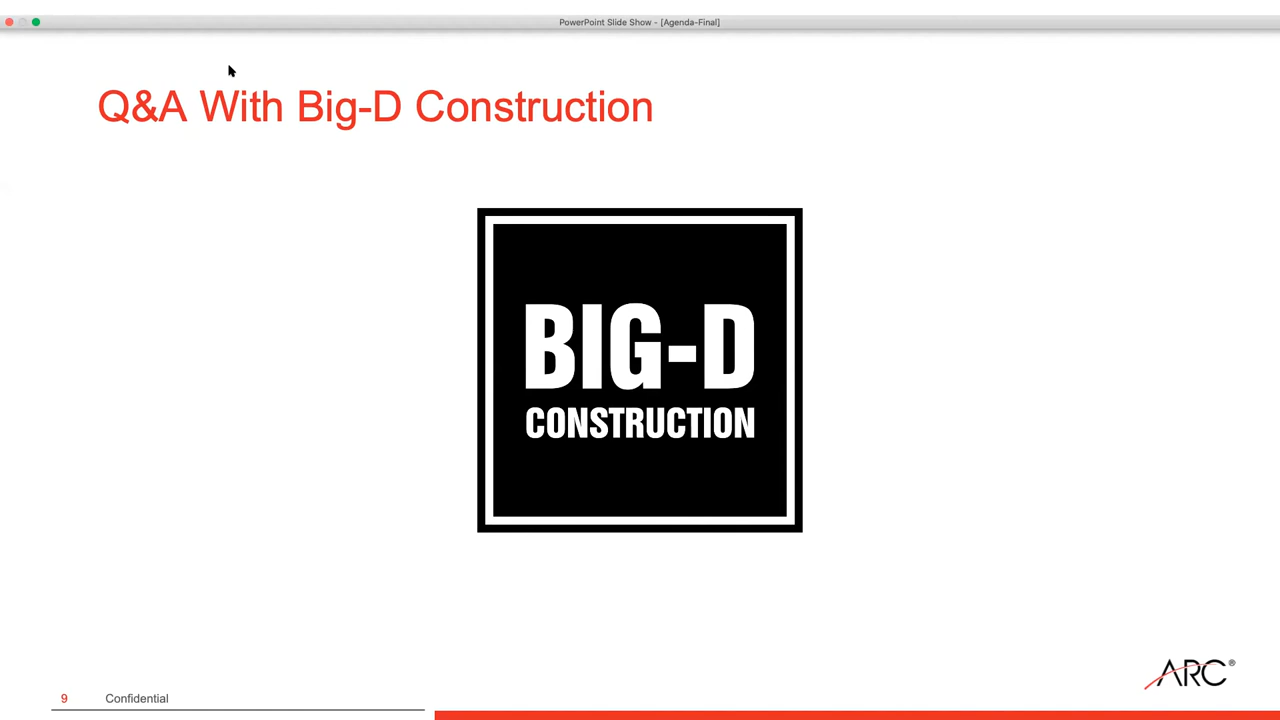 PowerPoint Slide Show - [Agenda-Final]
Q&A With Big-D Construction
BIG-D
CONSTRUCTION
ARC®
9 Confidential